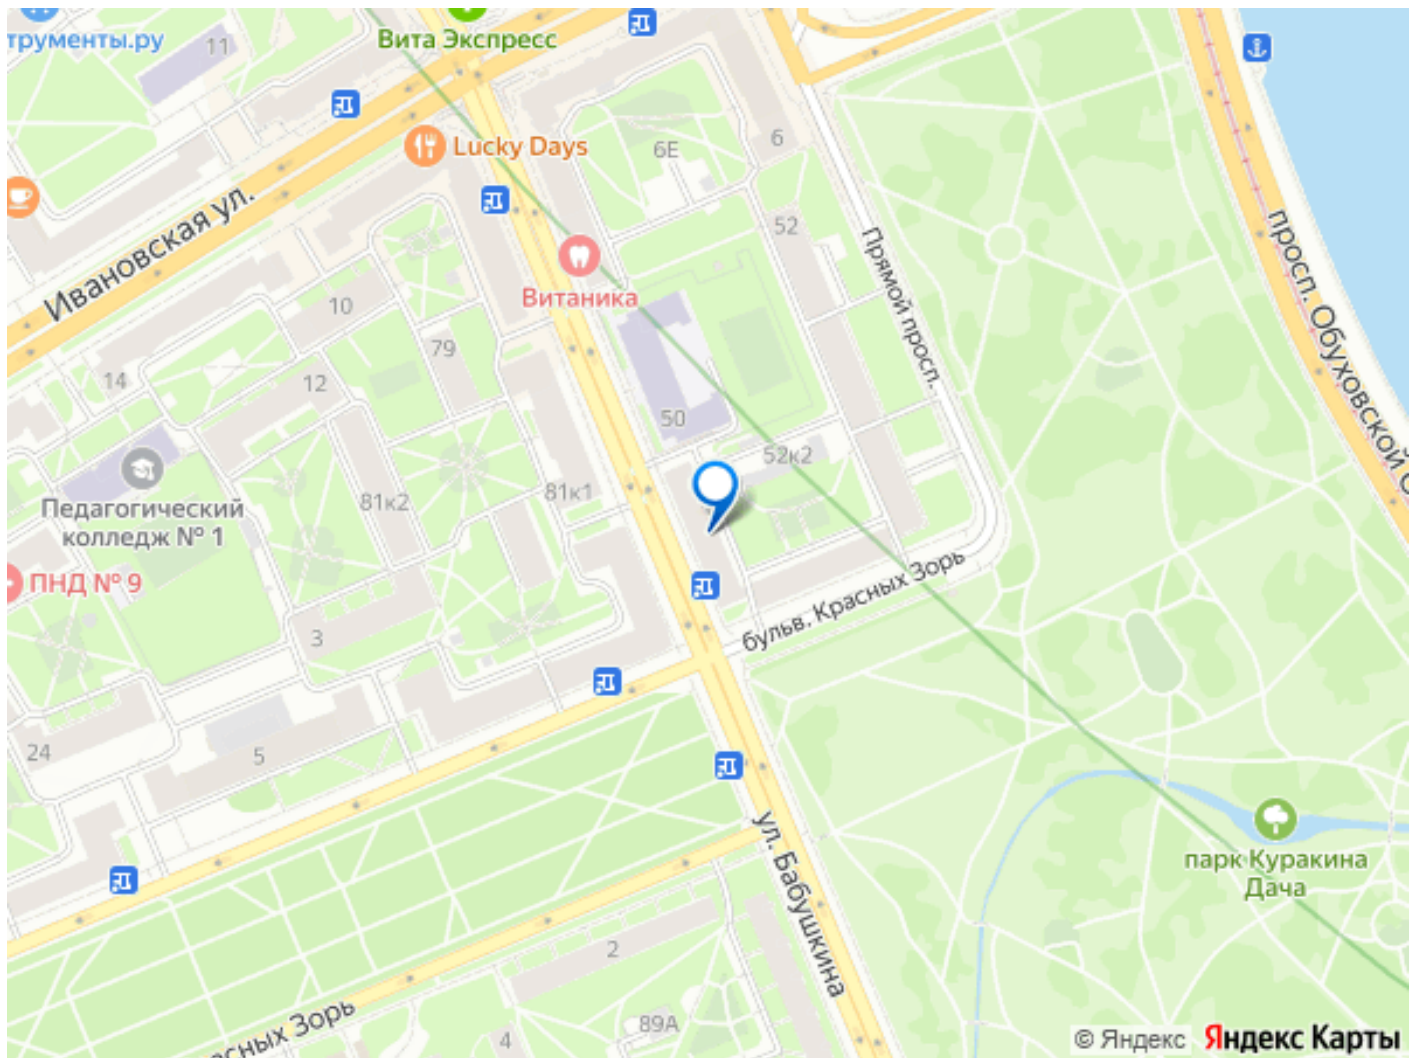 трументы.ру
11
Вита Экспресс
Lucky Days
6Е
6
Ивановская ул.
52
Прямой просп.
просп. Обуховской О
Витаника
10
79
14
12
50
52к2
81к2
81к1
Педагогический
колледж № 1
ПНД № 9
бульв. Красных Зорь
3
24
5
ул. Бабушкина
парк Куракина
Дача
2
асных Зорь
4
89А
© Яндекс Яндекс Карты